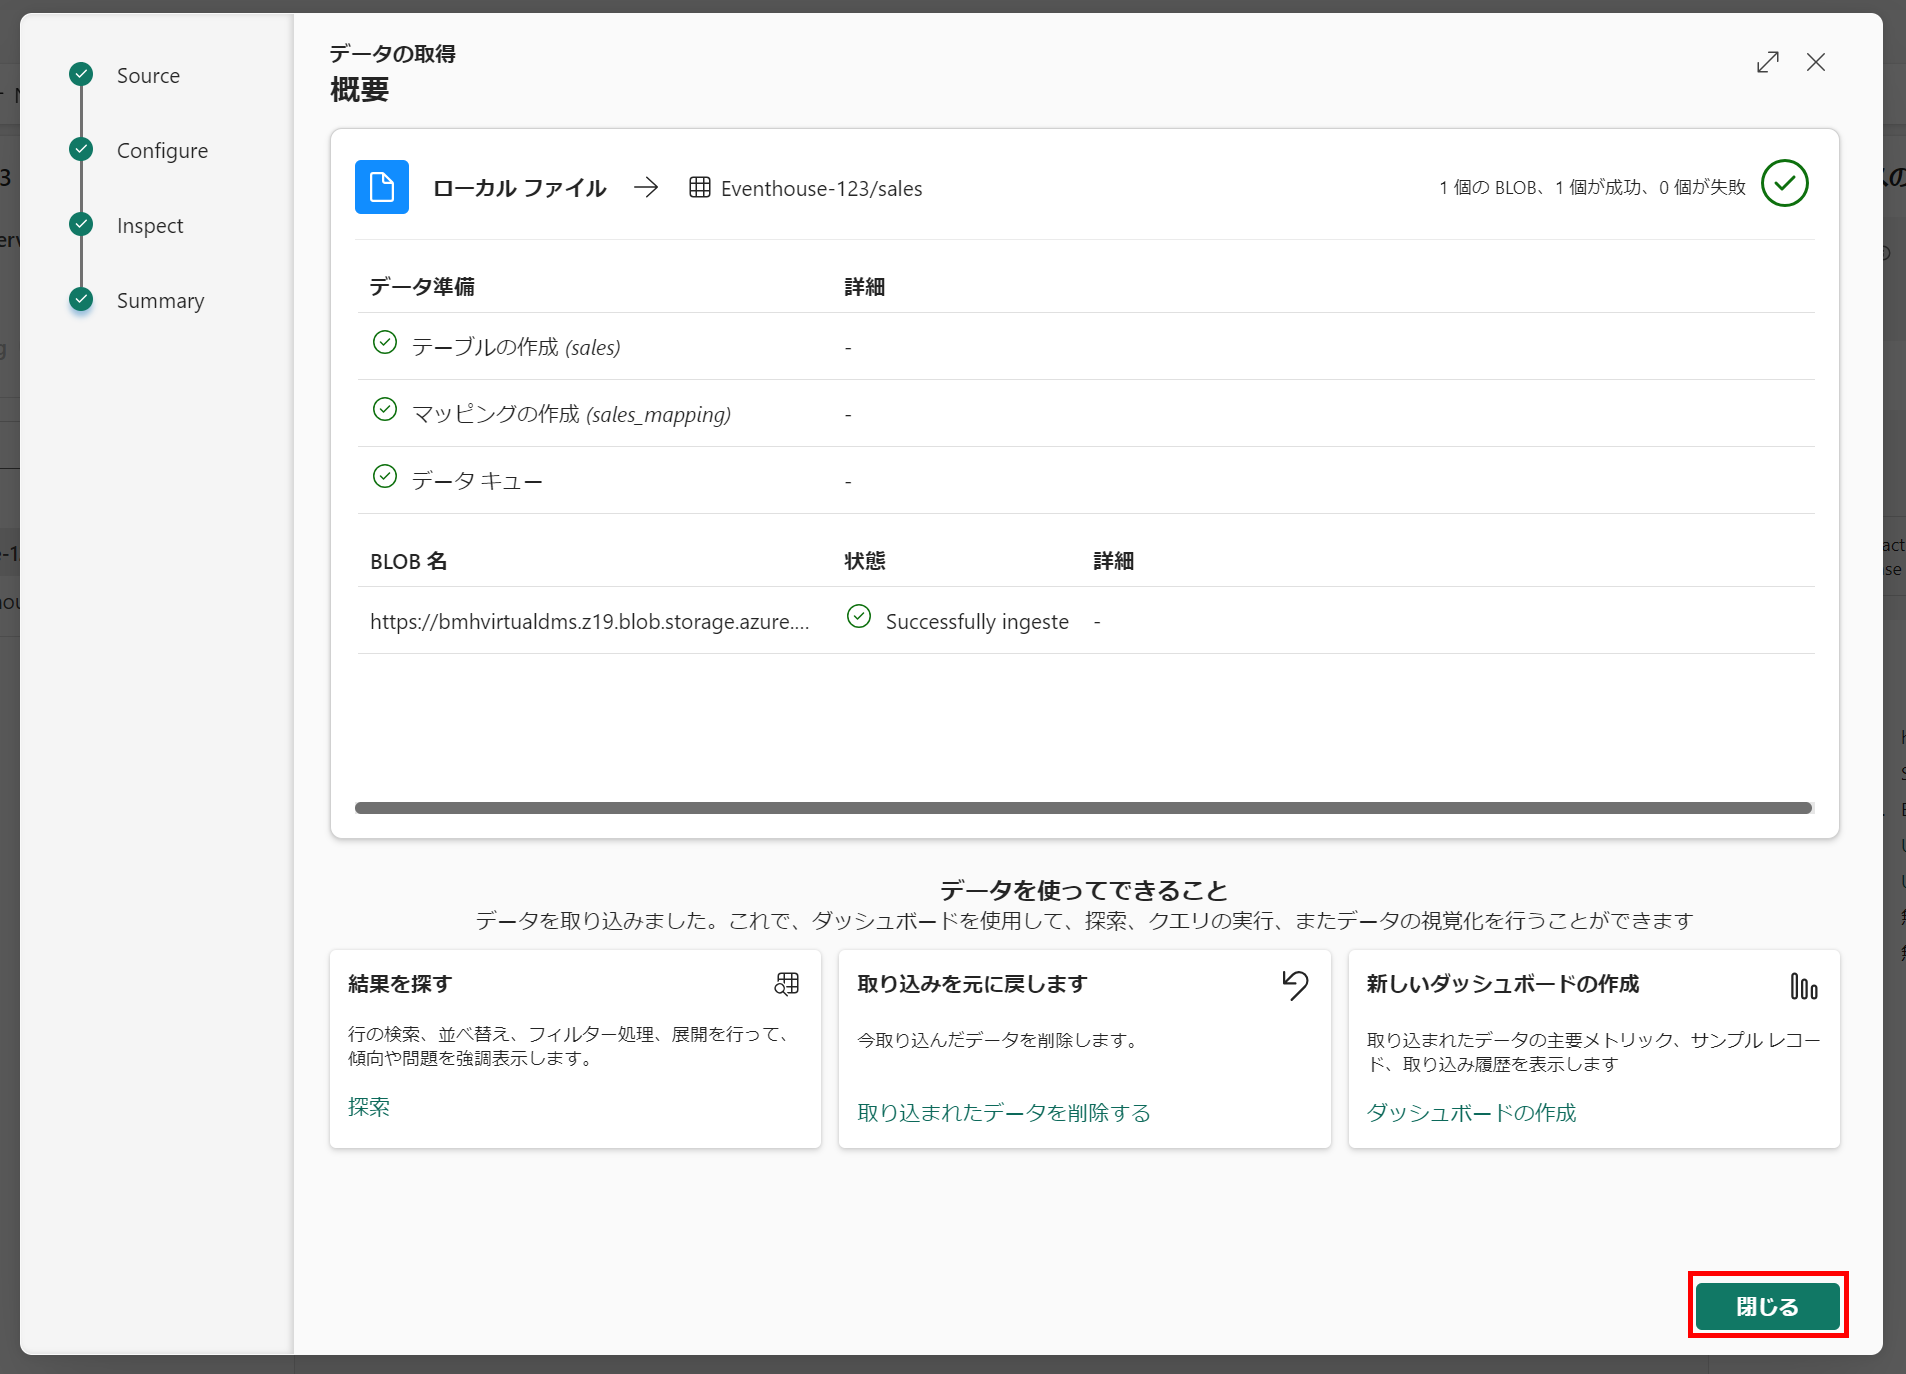 Source
Configure
Inspect
Summary
データの取得
概要
ローカル ファイル
Eventhouse-123/sales
1 個の BLOB、1 個が成功、0 個が失敗
データ準備
詳細
テーブルの作成 (sales)
-
マッピングの作成 (sales_mapping)
-
データ キュー
-
BLOB 名
状態
詳細
https://bmhvirtualdms.z19.blob.storage.azure....
Successfully ingeste
-
データを使ってできること
データを取り込みました。これで、ダッシュボードを使用して、探索、クエリの実行、またデータの視覚化を行うことができます
結果を探す
行の検索、並べ替え、フィルター処理、展開を行って、
傾向や問題を強調表示します。
探索
取り込みを元に戻します
今取り込んだデータを削除します。
取り込まれたデータを削除する
新しいダッシュボードの作成
取り込まれたデータの主要メトリック、サンプル レコー
ド、取り込み履歴を表示します
ダッシュボードの作成
閉じる